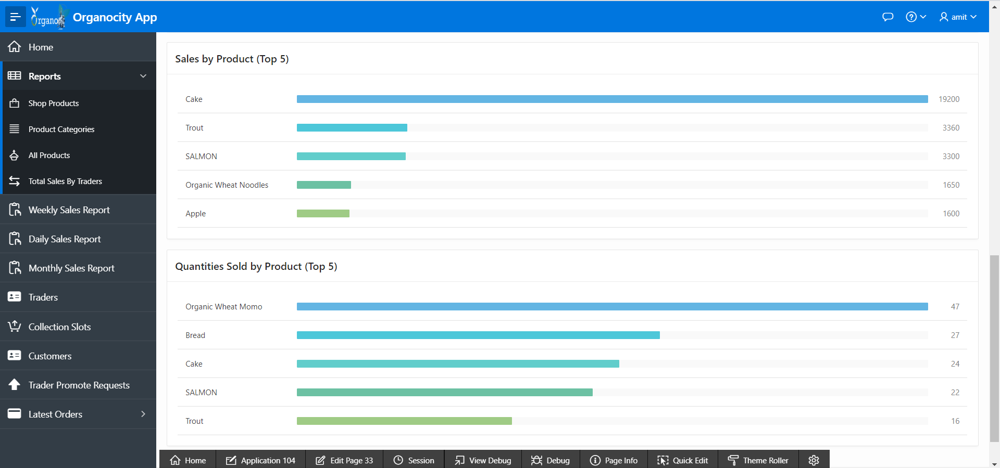 Organo
Organocity App
amit
Home
Reports
Shop Products
Product Categories
All Products
Total Sales By Traders
Weekly Sales Report
Daily Sales Report
Monthly Sales Report
Traders
Collection Slots
Customers
Trader Promote Requests
Latest Orders
Sales by Product (Top 5)
Cake 19200
Trout 3360
SALMON 3300
Organic Wheat Noodles 1650
Apple 1600
Quantities Sold by Product (Top 5)
Organic Wheat Momo 47
Bread 27
Cake 24
SALMON 22
Trout 16
Home Application 104 Edit Page 33 Session View Debug Debug Page Info Quick Edit Theme Roller